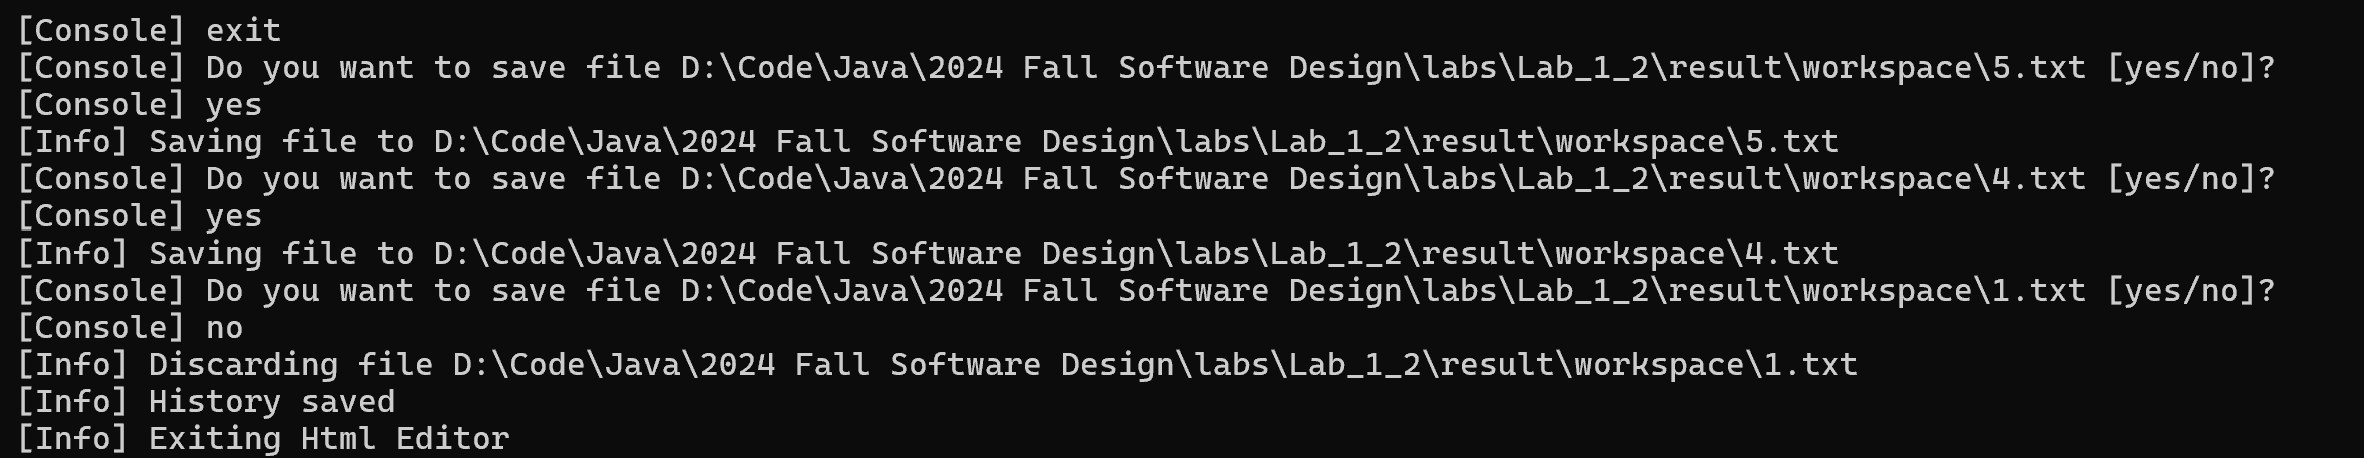 [Console] exit
[Console] Do you want to save file D:\Code\Java\2024 Fall Software Design\labs\Lab_1_2\result\workspace\5.txt [yes/no]?
[Console] yes
[Info] Saving file to D:\Code\Java\2024 Fall Software Design\labs\Lab_1_2\result\workspace\5.txt
[Console] Do you want to save file D:\Code\Java\2024 Fall Software Design\labs\Lab_1_2\result\workspace\4.txt [yes/no]?
[Console] yes
[Info] Saving file to D:\Code\Java\2024 Fall Software Design\labs\Lab_1_2\result\workspace\4.txt
[Console] Do you want to save file D:\Code\Java\2024 Fall Software Design\labs\Lab_1_2\result\workspace\1.txt [yes/no]?
[Console] no
[Info] Discarding file D:\Code\Java\2024 Fall Software Design\labs\Lab_1_2\result\workspace\1.txt
[Info] History saved
[Info] Exiting Html Editor